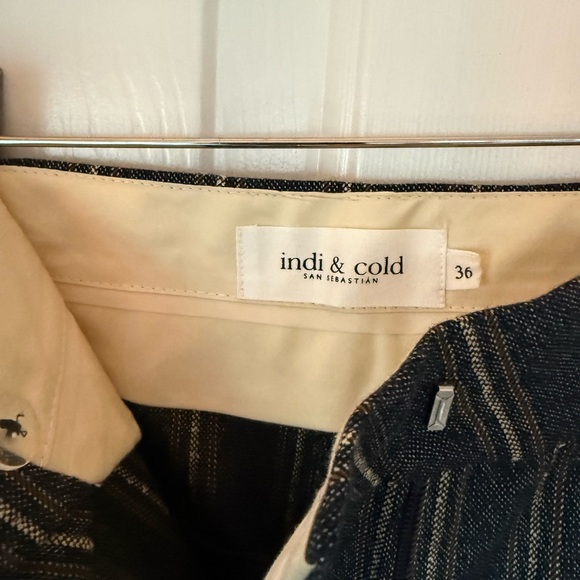 indi & cold
SAN SEBASTIÁN
36